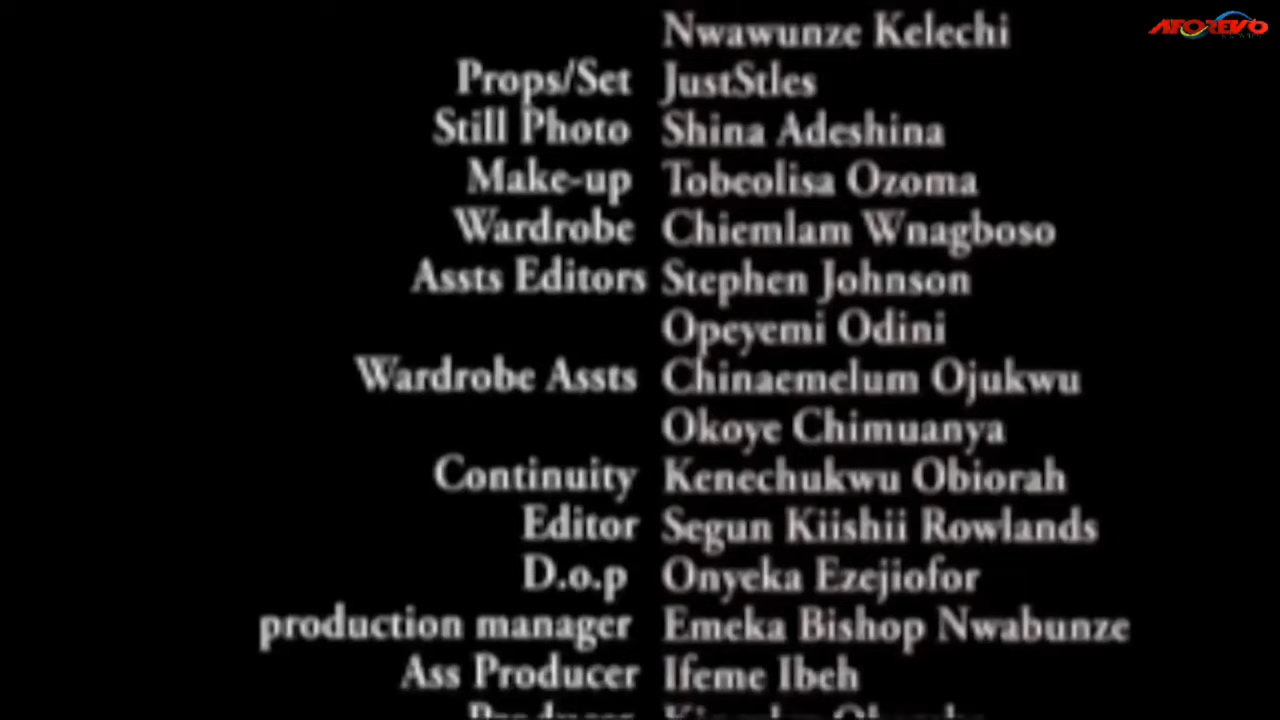 AFOREVO
Nwawunze Kelechi
Props/Set JustStles
Still Photo Shina Adeshina
Make-up Tobeolisa Ozoma
Wardrobe Chiemlam Wnagboso
Assts Editors Stephen Johnson
Opeyemi Odini
Wardrobe Assts Chinaemelum Ojukwu
Okoye Chimuanya
Continuity Kenechukwu Obiorah
Editor Segun Kiishii Rowlands
D.o.p Onyeka Ezejiofor
production manager Emeka Bishop Nwabunze
Ass Producer Ifeme Ibeh
Producer